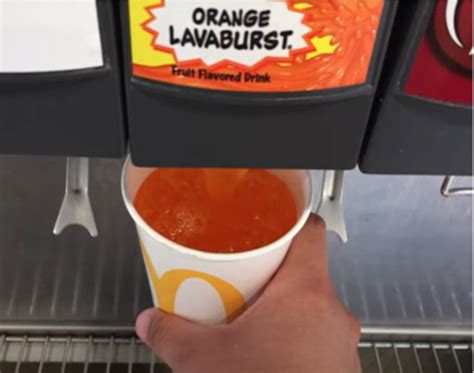 ORANGE
LAVABURST.
Fruit Flavored Drink